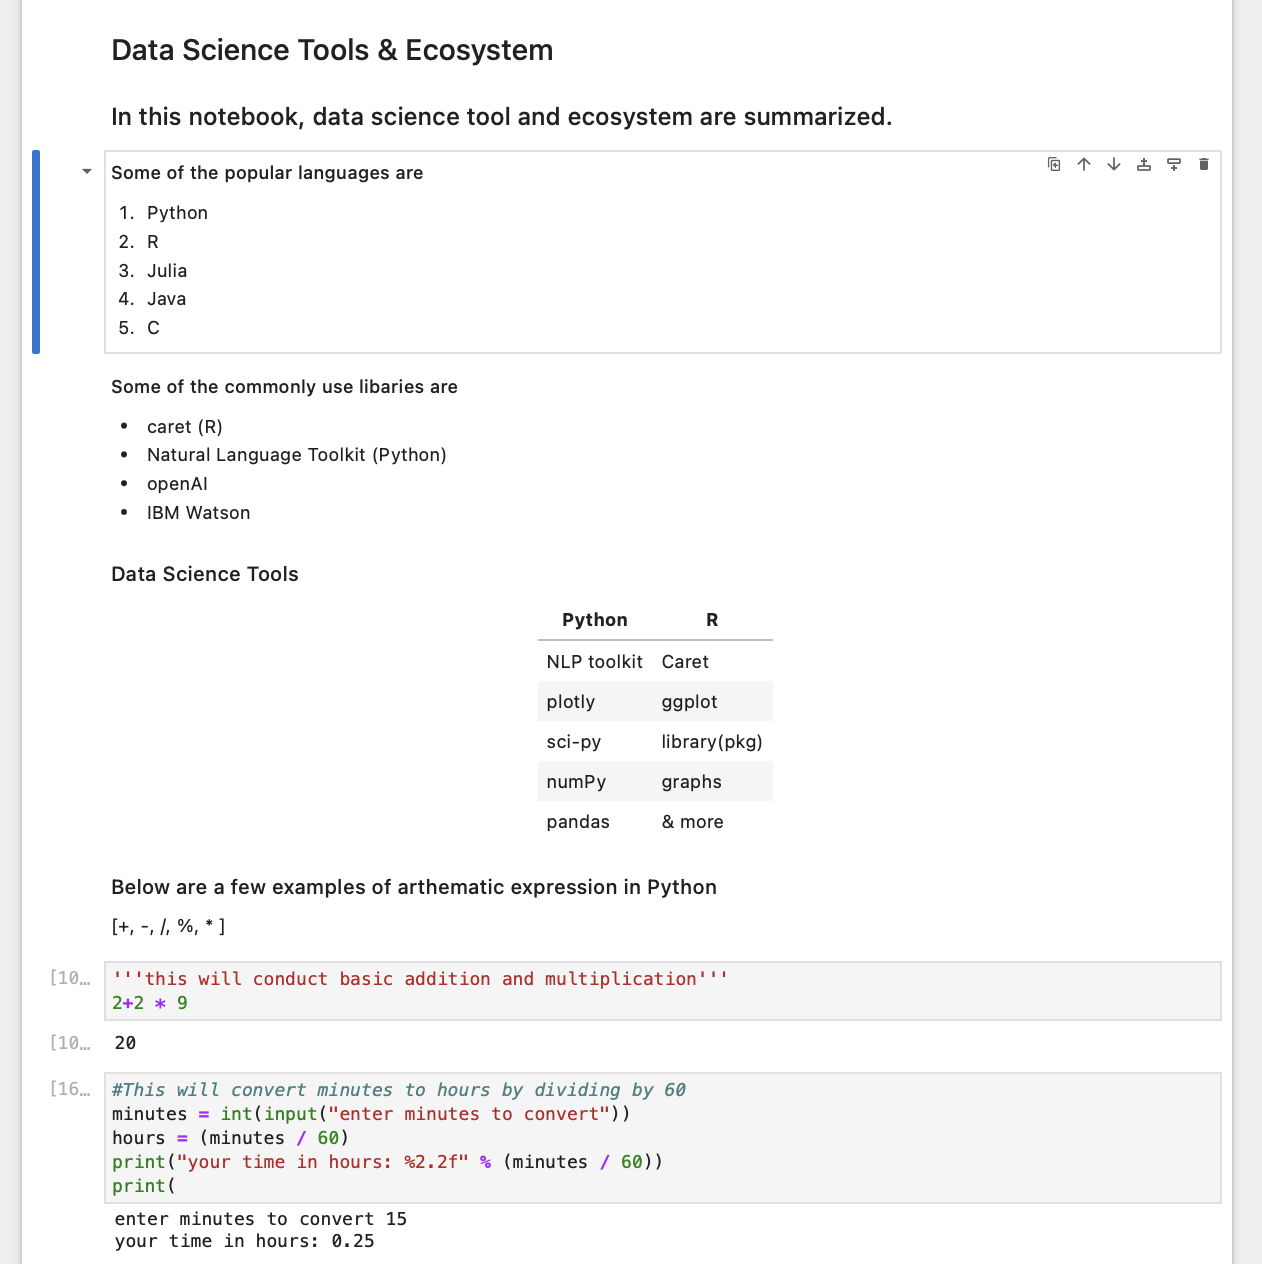 Data Science Tools & Ecosystem
In this notebook, data science tool and ecosystem are summarized.
Some of the popular languages are
1. Python
2. R
3. Julia
4. Java
5. C
Some of the commonly use libaries are
• caret (R)
• Natural Language Toolkit (Python)
• openAI
• IBM Watson
Data Science Tools
Python R
NLP toolkit Caret
plotly ggplot
sci-py library(pkg)
numPy graphs
pandas & more
Below are a few examples of arthematic expression in Python
[+, -, /, %, * ]
[10… '''this will conduct basic addition and multiplication'''
2+2 * 9
[10… 20
[16… #This will convert minutes to hours by dividing by 60
minutes = int(input("enter minutes to convert"))
hours = (minutes / 60)
print("your time in hours: %2.2f" % (minutes / 60))
print(
enter minutes to convert 15
your time in hours: 0.25